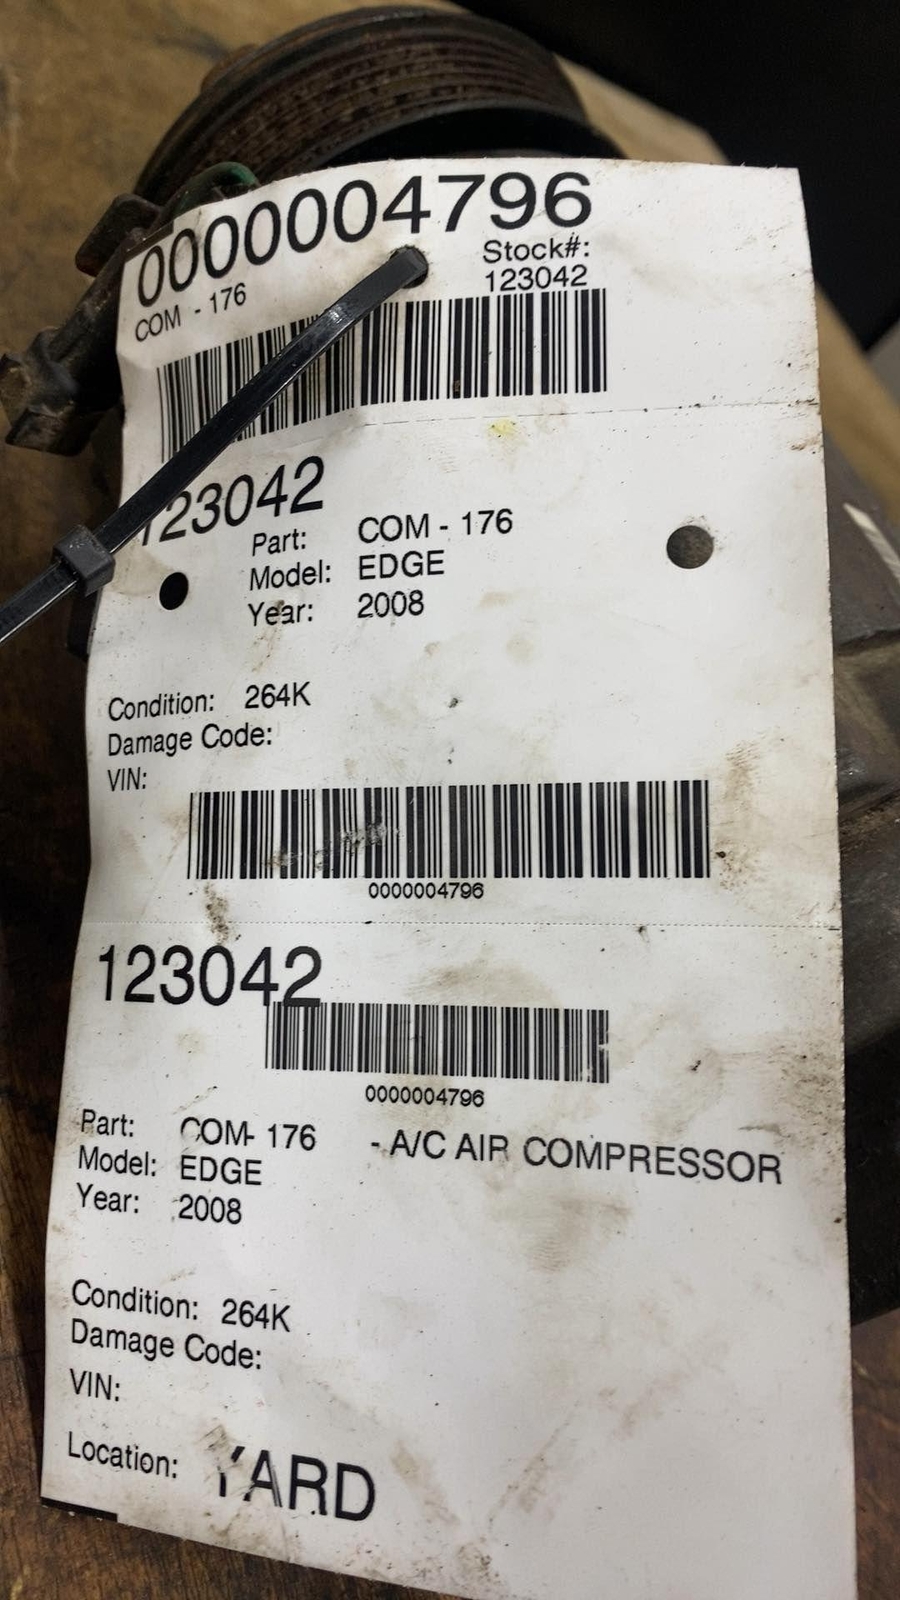 0000004796
COM - 176
Stock#:
123042
123042
Part: COM - 176
Model: EDGE
Year: 2008
Condition: 264K
Damage Code:
VIN:
0000004796
123042
0000004796
Part: COM- 176 - A/C AIR COMPRESSOR
Model: EDGE
Year: 2008
Condition: 264K
Damage Code:
VIN:
Location: YARD